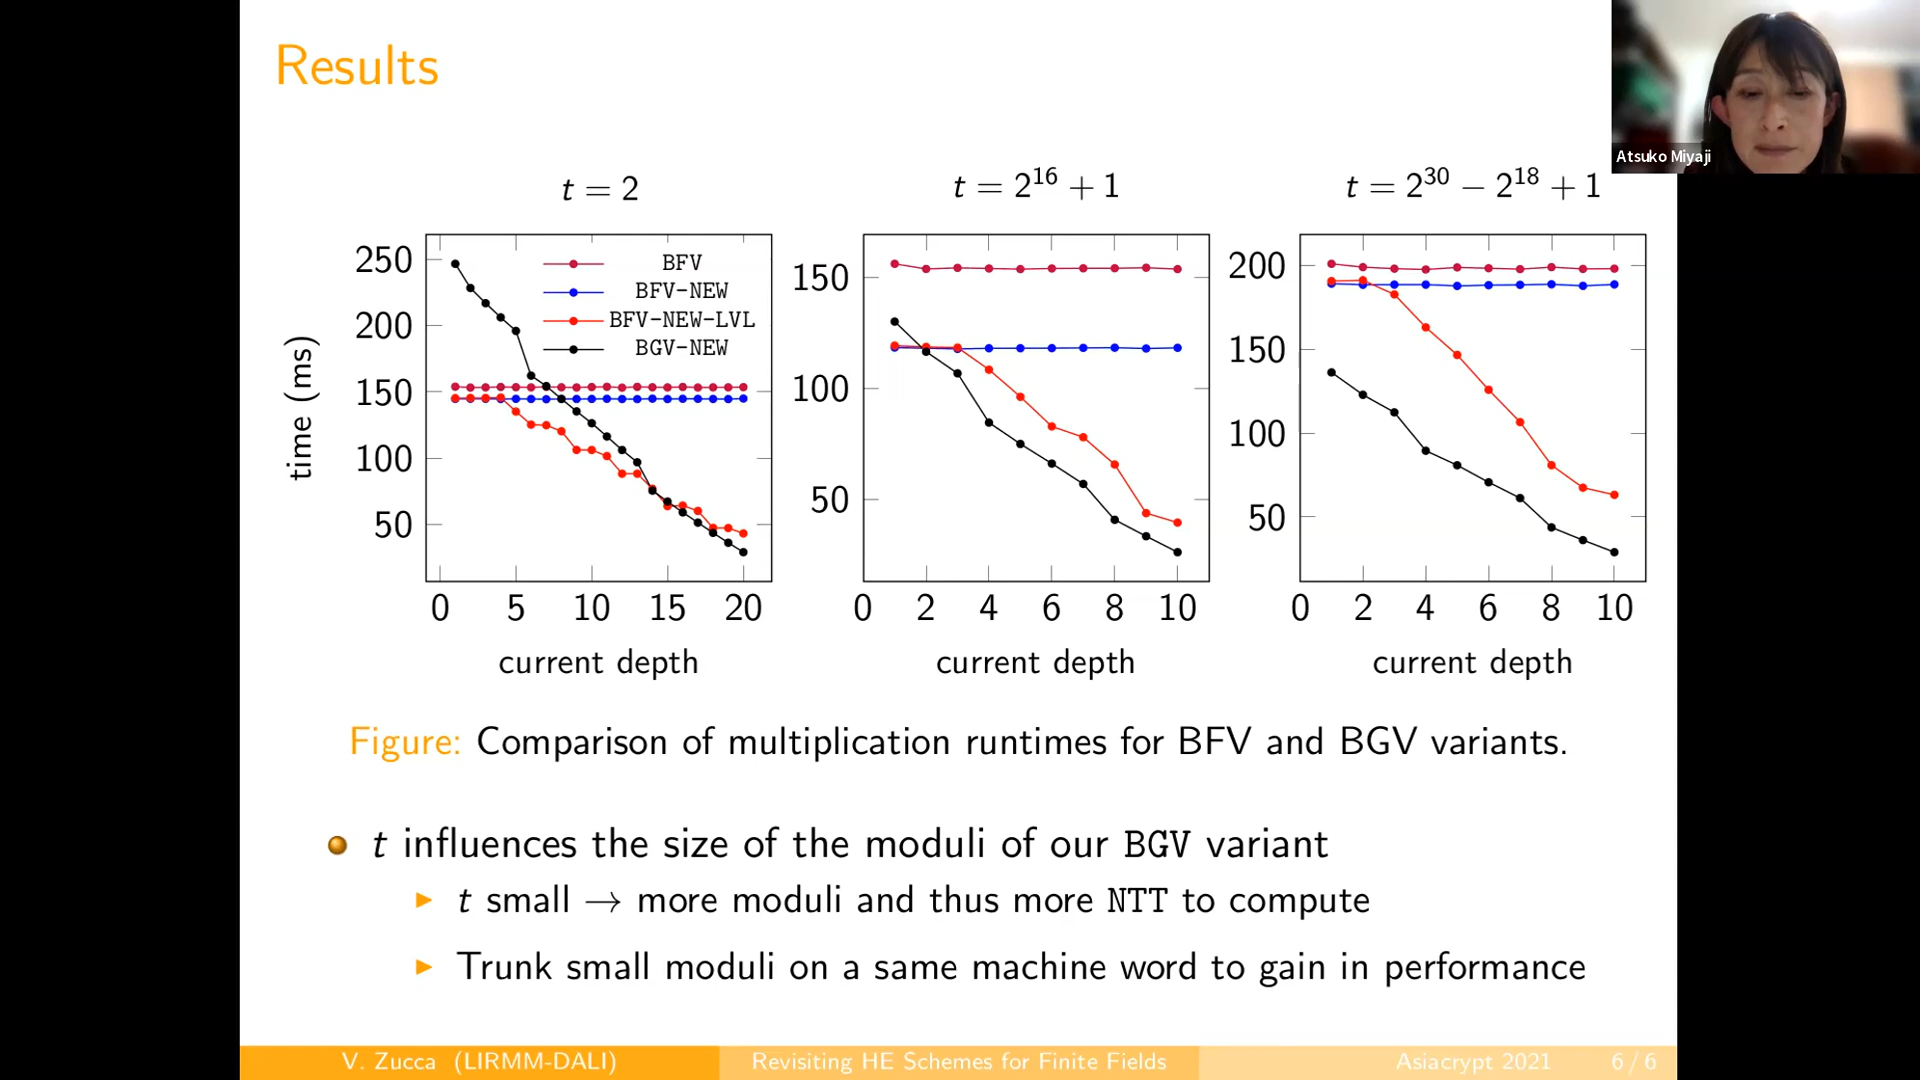 Results
Atsuko Miyaji
t = 2
t = 2^16 + 1
t = 2^30 − 2^18 + 1
time (ms)
250
200
150
100
50
BFV
BFV-NEW
BFV-NEW-LVL
BGV-NEW
0 5 10 15 20
current depth
150
100
50
0 2 4 6 8 10
current depth
200
150
100
50
0 2 4 6 8 10
current depth
Figure: Comparison of multiplication runtimes for BFV and BGV variants.
t influences the size of the moduli of our BGV variant
t small → more moduli and thus more NTT to compute
Trunk small moduli on a same machine word to gain in performance
V. Zucca (LIRMM-DALI) Revisiting HE Schemes for Finite Fields Asiacrypt 2021 6 / 6